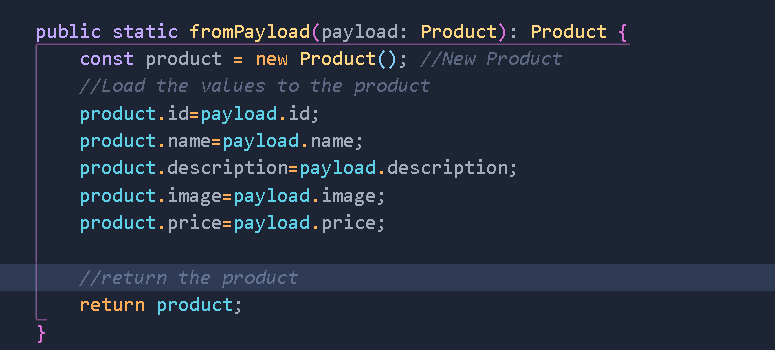 public static fromPayload(payload: Product): Product {
const product = new Product(); //New Product
//Load the values to the product
product.id=payload.id;
product.name=payload.name;
product.description=payload.description;
product.image=payload.image;
product.price=payload.price;
//return the product
return product;
}